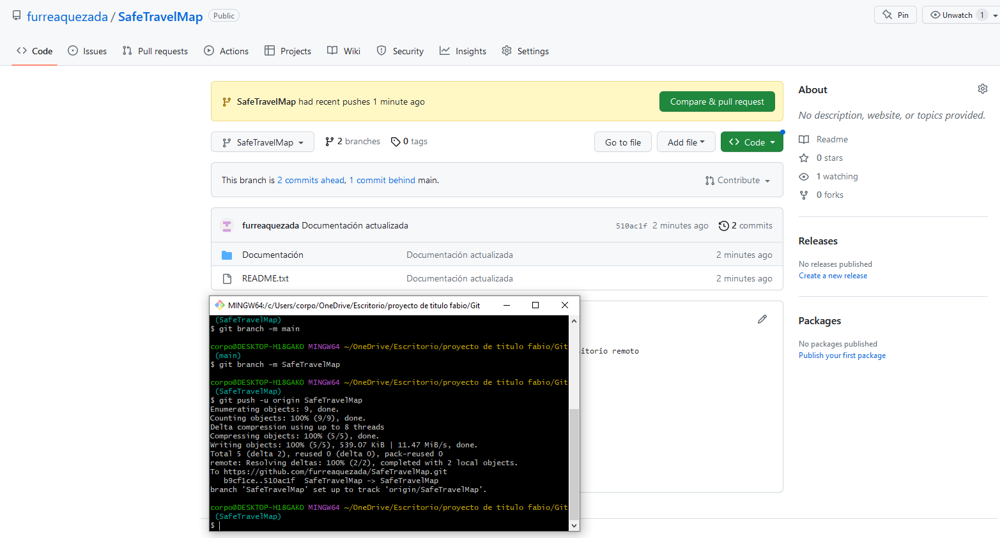 furreaquezada / SafeTravelMap Public
Pin
Unwatch 1
Code
Issues
Pull requests
Actions
Projects
Wiki
Security
Insights
Settings
SafeTravelMap had recent pushes 1 minute ago
Compare & pull request
SafeTravelMap
2 branches
0 tags
Go to file
Add file
Code
This branch is 2 commits ahead, 1 commit behind main.
Contribute
furreaquezada Documentación actualizada
510ac1f 2 minutes ago
2 commits
Documentación Documentación actualizada 2 minutes ago
README.txt Documentación actualizada 2 minutes ago
itorio remoto
About
No description, website, or topics provided.
Readme
0 stars
1 watching
0 forks
Releases
No releases published
Create a new release
Packages
No packages published
Publish your first package
MINGW64:/c/Users/corpo/OneDrive/Escritorio/proyecto de titulo fabio/Git
(SafeTravelMap)
$ git branch -m main
corpo@DESKTOP-H18GAKO MINGW64 ~/OneDrive/Escritorio/proyecto de titulo fabio/Git
(main)
$ git branch -m SafeTravelMap
corpo@DESKTOP-H18GAKO MINGW64 ~/OneDrive/Escritorio/proyecto de titulo fabio/Git
(SafeTravelMap)
$ git push -u origin SafeTravelMap
Enumerating objects: 9, done.
Counting objects: 100% (9/9), done.
Delta compression using up to 8 threads
Compressing objects: 100% (5/5), done.
Writing objects: 100% (5/5), 539.07 KiB | 11.47 MiB/s, done.
Total 5 (delta 2), reused 0 (delta 0), pack-reused 0
remote: Resolving deltas: 100% (2/2), completed with 2 local objects.
To https://github.com/furreaquezada/SafeTravelMap.git
b9cf1ce..510ac1f SafeTravelMap -> SafeTravelMap
branch 'SafeTravelMap' set up to track 'origin/SafeTravelMap'.
corpo@DESKTOP-H18GAKO MINGW64 ~/OneDrive/Escritorio/proyecto de titulo fabio/Git
(SafeTravelMap)
$